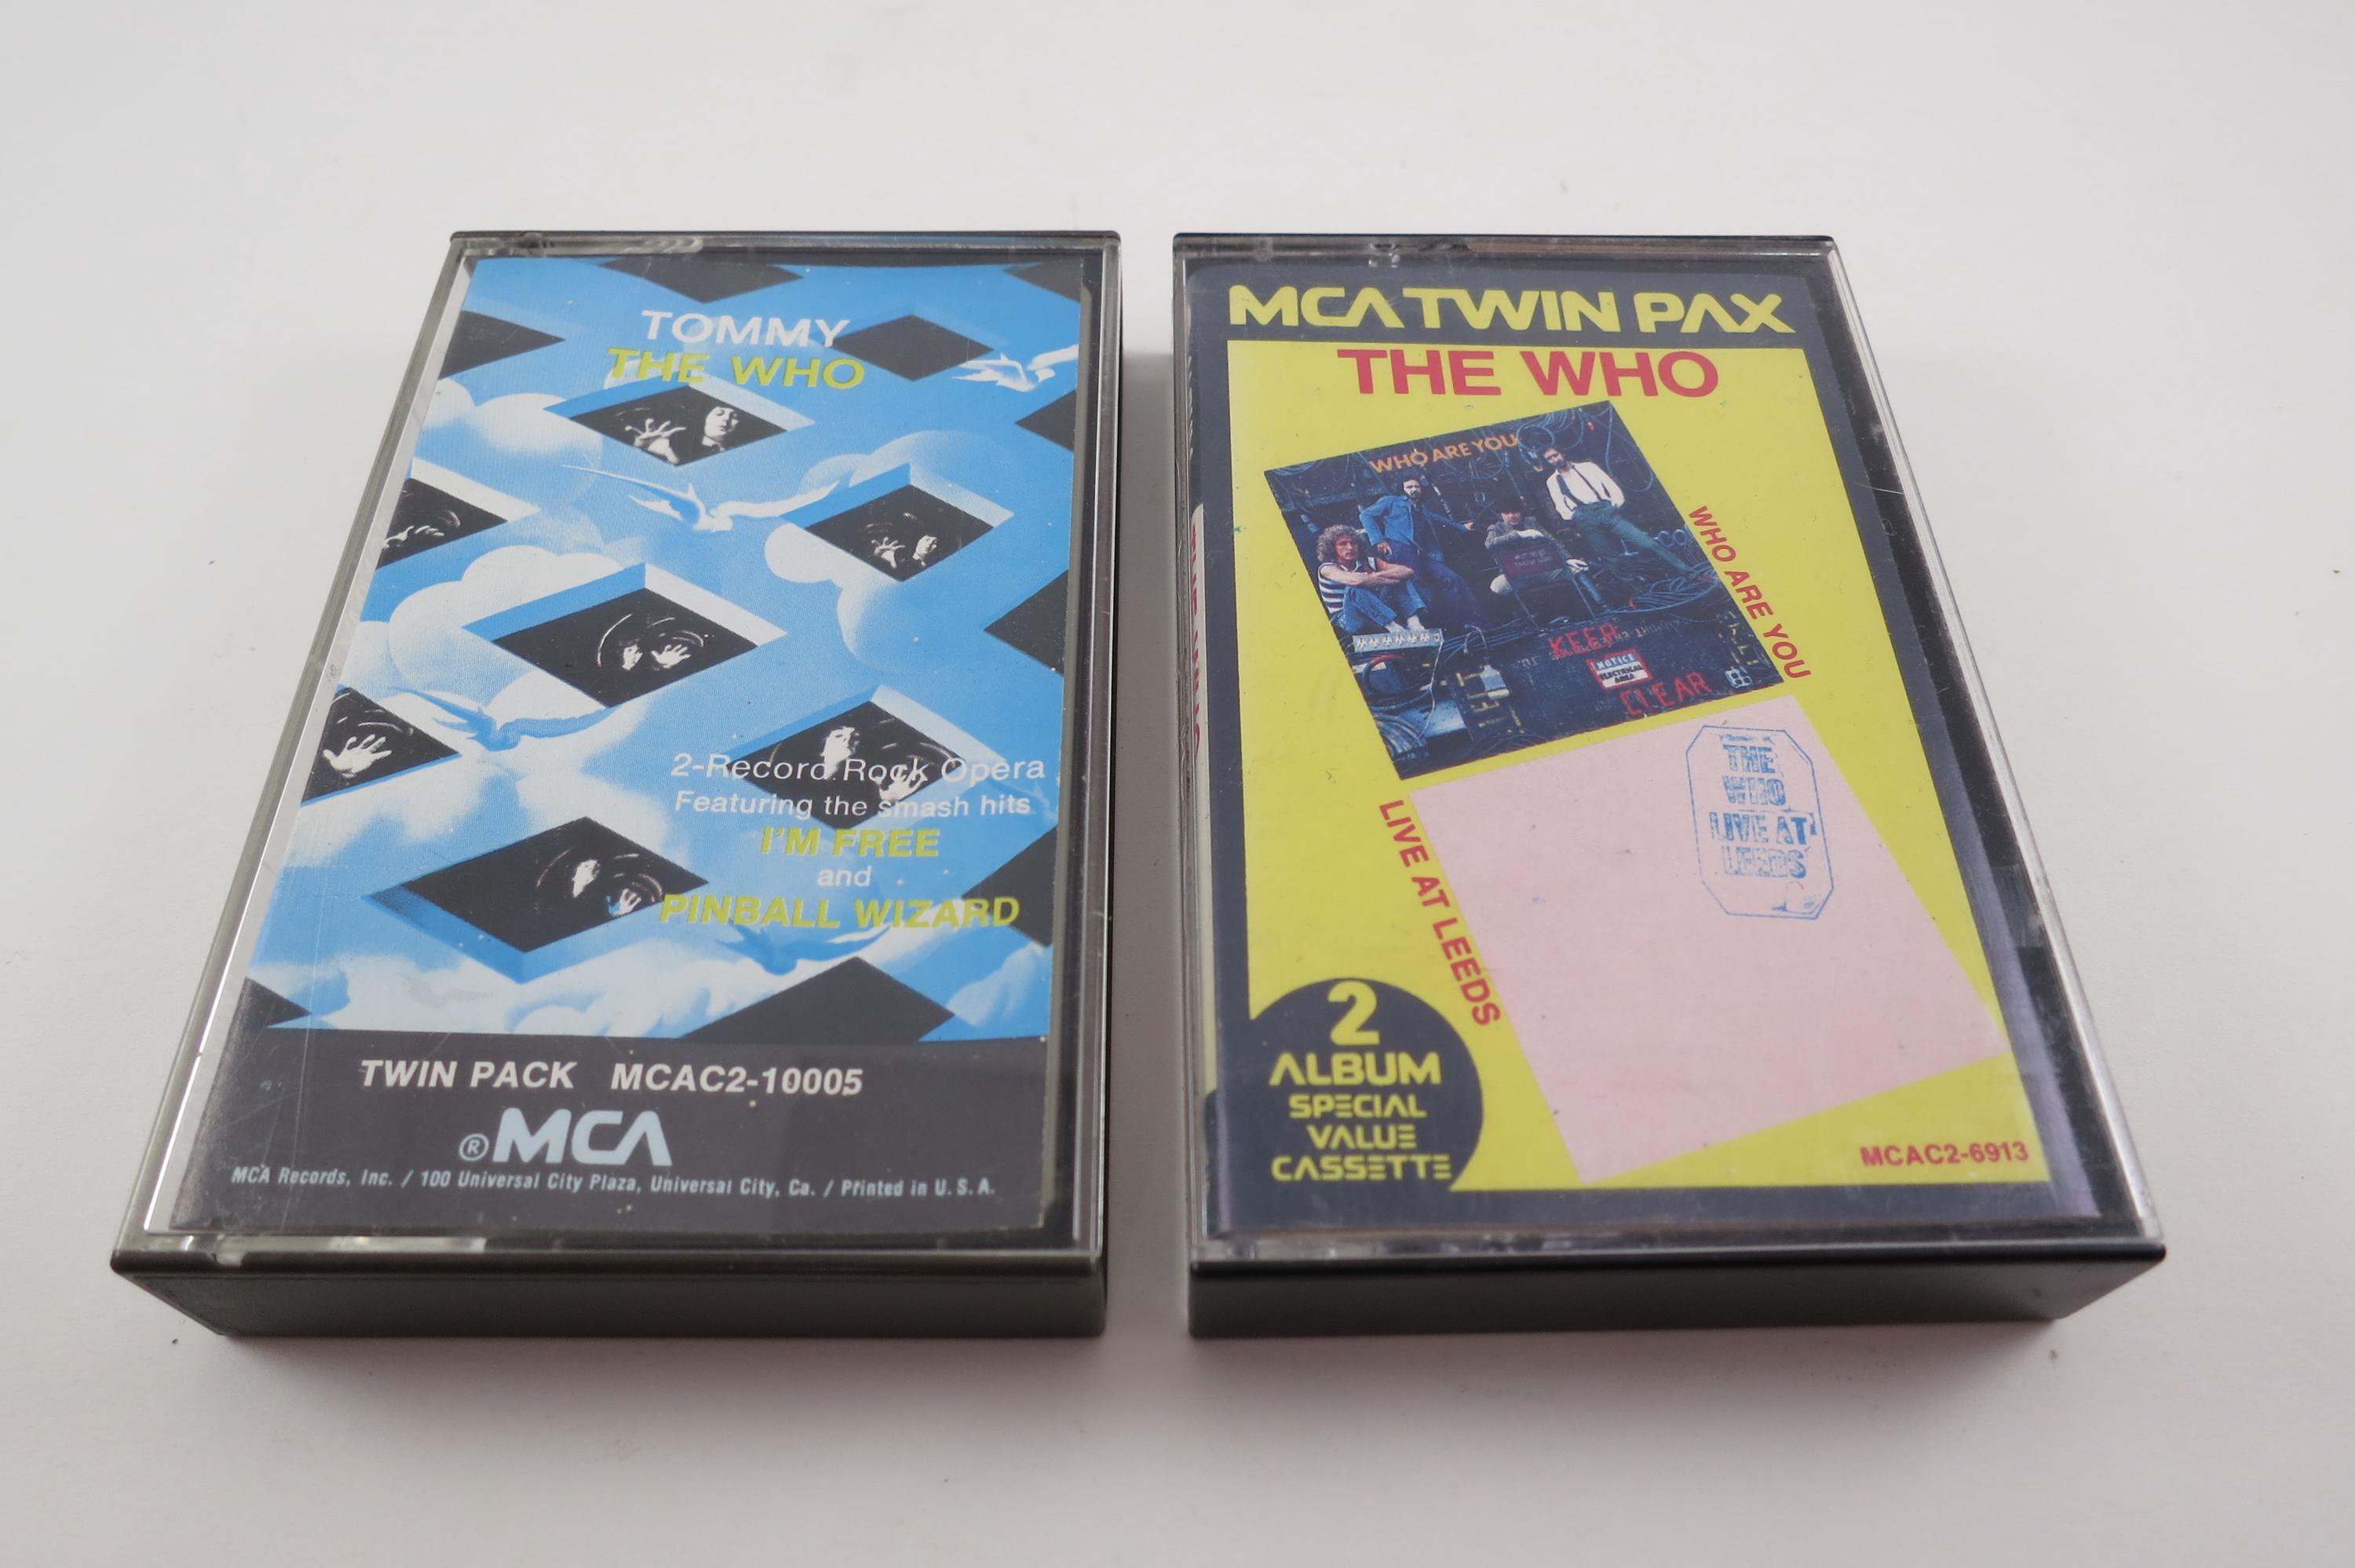 TOMMY
THE WHO
2-Record Rock Opera
Featuring the smash hits
I'M FREE
and
PINBALL WIZARD
TWIN PACK MCAC2-10005
®MCA
MCA Records, Inc. / 100 Universal City Plaza, Universal City, Ca. / Printed in U.S.A.
MCA TWIN PAX
THE WHO
WHO ARE YOU
KEEP
NOTICE
ELECTRICAL
AREA
CLEAR
WHO ARE YOU
THE
WHO
LIVE AT
LEEDS
LIVE AT LEEDS
2
ALBUM
SPECIAL
VALUE
CASSETTE
MCAC2-6913